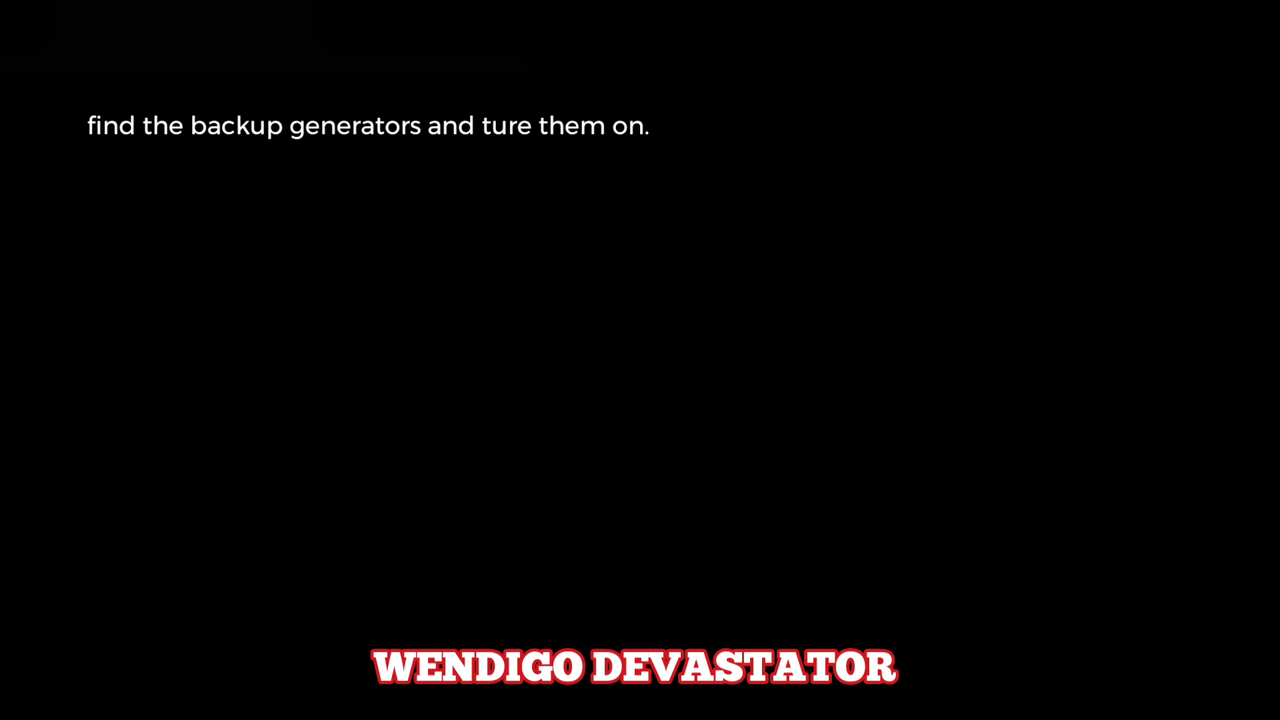 find the backup generators and ture them on.
WENDIGO DEVASTATOR